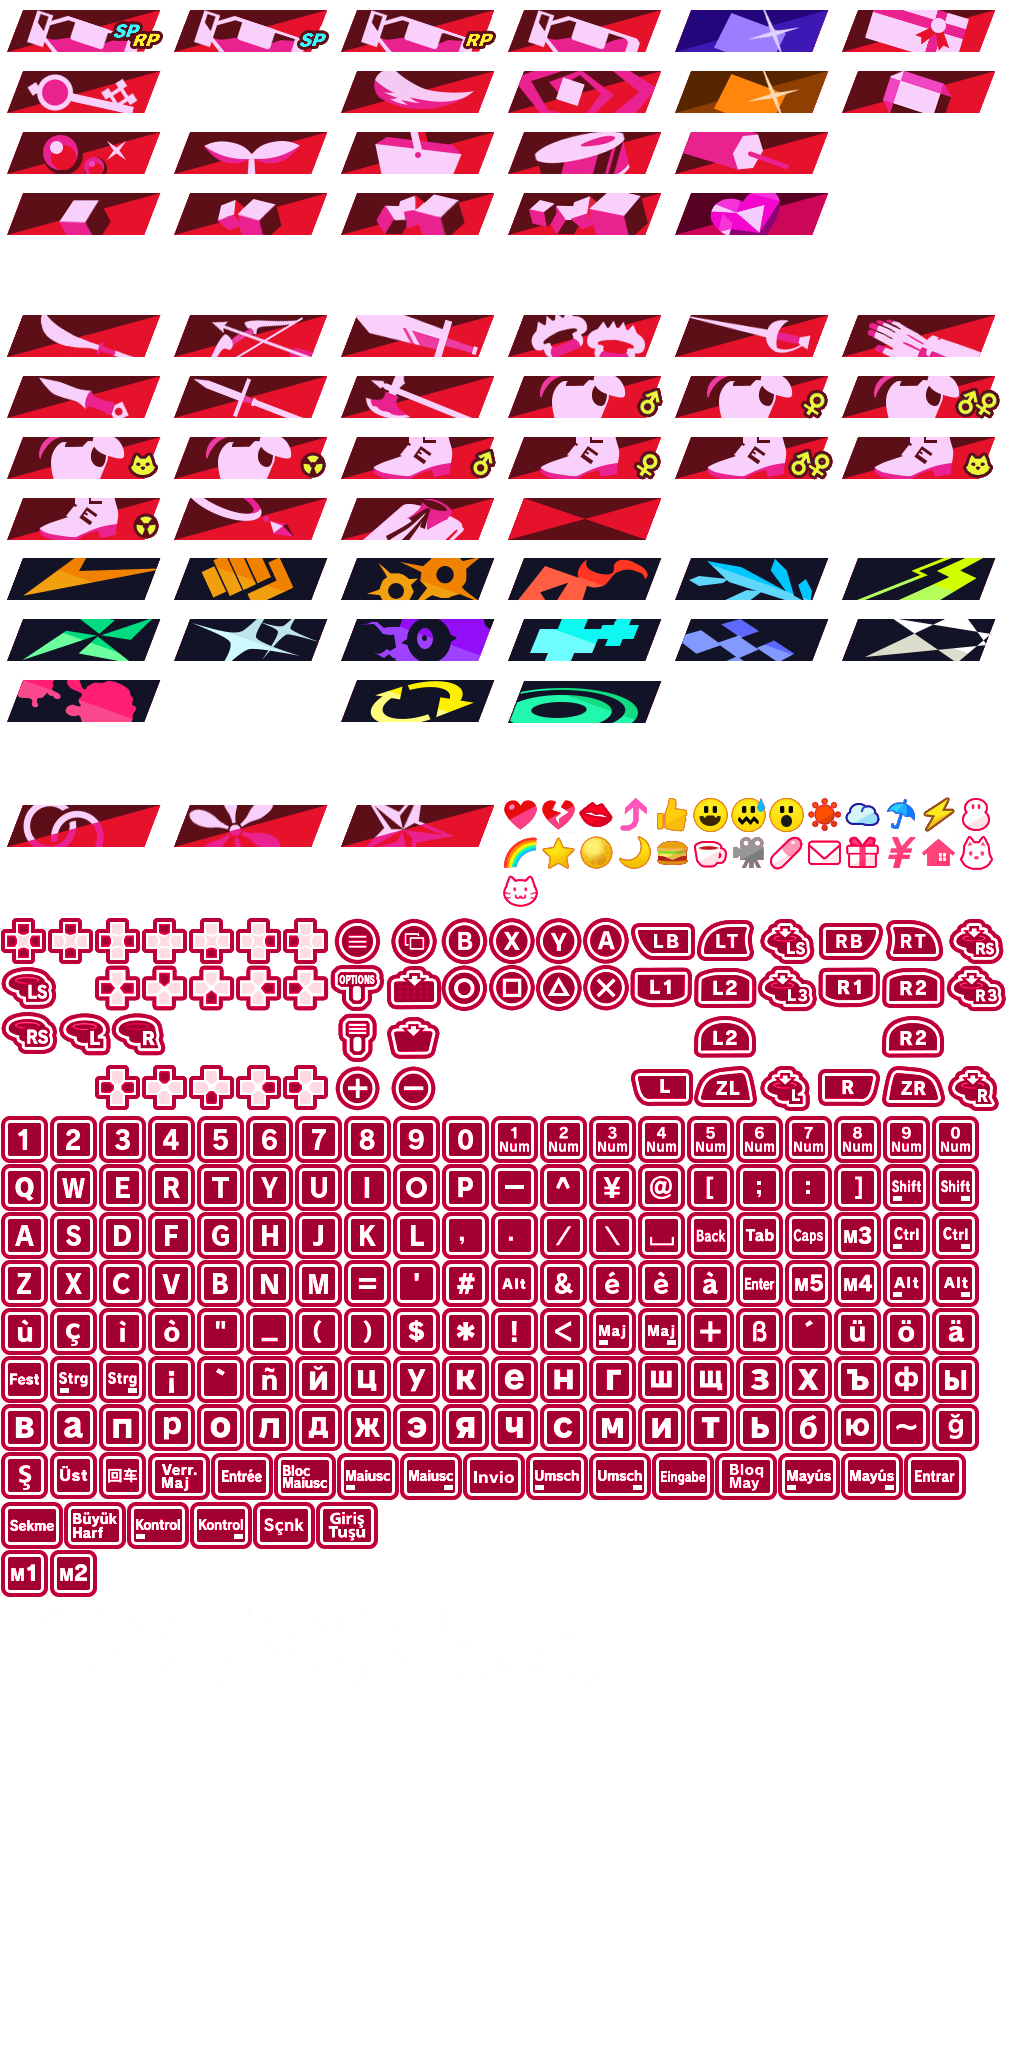 SP RP SP RP
B X Y A LB LT LS RB RT RS
LS OPTIONS L1 L2 L3 R1 R2 R3
RS L R L2 R2
L ZL L R ZR R
1 2 3 4 5 6 7 8 9 0 1 Num 2 Num 3 Num 4 Num 5 Num 6 Num 7 Num 8 Num 9 Num 0 Num
Q W E R T Y U I O P - ^ ¥ @ [ ; : ] Shift Shift
A S D F G H J K L , . / \ Back Tab Caps M3 Ctrl Ctrl
Z X C V B N M = ' # Alt & é è à Enter M5 M4 Alt Alt
ù ç ì ò " _ ( ) $ * ! < Maj Maj + ß ´ ü ö ä
Fest Strg Strg ¡ ` ñ й ц у к е н г ш щ з х ъ ф ы
в а п р о л д ж э я ч с м и т ь б ю ~ ğ
Ş Üst 回车 Verr. Maj Entrée Bloc Maiusc Maiusc Maiusc Invio Umsch Umsch Eingabe Bloq May Mayús Mayús Entrar
Sekme Büyük Harf Kontrol Kontrol Sçnk Giriş Tuşu
M1 M2